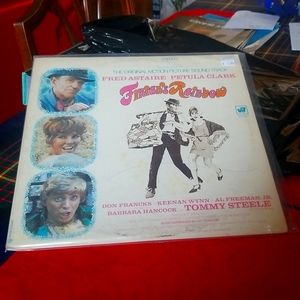 THE ORIGINAL MOTION PICTURE SOUND TRACK
FRED ASTAIRE · PETULA CLARK
Finian's Rainbow
DON FRANCKS · KEENAN WYNN · AL FREEMAN, JR.
BARBARA HANCOCK · TOMMY STEELE